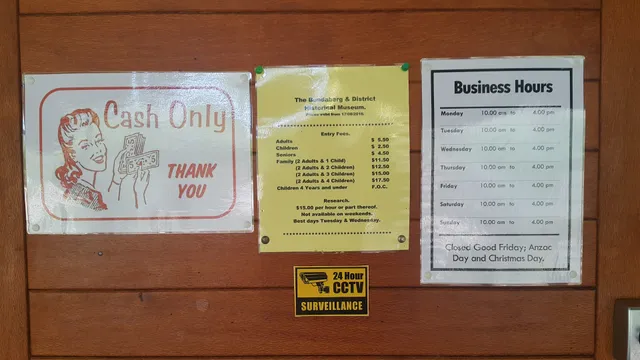 Cash Only
THANK
YOU
The Bundaberg & District
Historical Museum.
Entry Fees.
Adults $ 5.50
Children $ 2.50
Seniors $ 4.50
Family (2 Adults & 1 Child) $11.50
(2 Adults & 2 Children) $12.50
(2 Adults & 3 Children) $15.00
(2 Adults & 4 Children) $17.50
Children 4 Years and under F.O.C.
Research.
$15.00 per hour or part thereof.
Not available on weekends.
Best days Tuesday & Wednesday.
24 Hour
CCTV
SURVEILLANCE
Business Hours
Monday 10.00 am to 4.00 pm
Tuesday 10.00 am to 4.00 pm
Wednesday 10.00 am to 4.00 pm
Thursday 10.00 am to 4.00 pm
Friday 10.00 am to 4.00 pm
Saturday 10.00 am to 4.00 pm
Sunday 10.00 am to 4.00 pm
Closed Good Friday; Anzac
Day and Christmas Day.